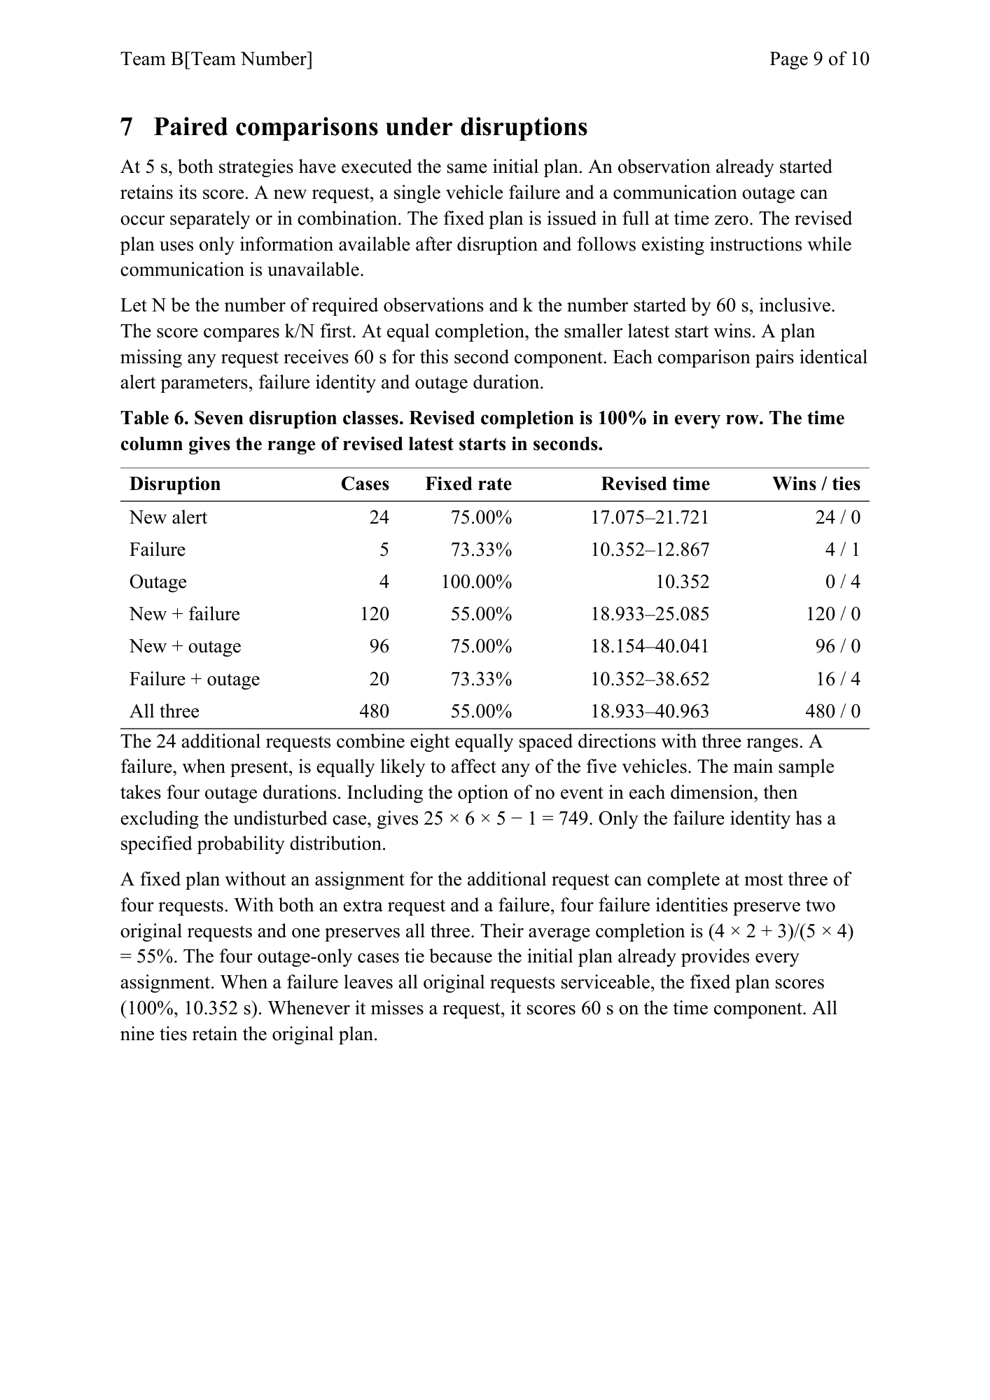 Team B[Team Number] Page 9 of 10
7 Paired comparisons under disruptions
At 5 s, both strategies have executed the same initial plan. An observation already started
retains its score. A new request, a single vehicle failure and a communication outage can
occur separately or in combination. The fixed plan is issued in full at time zero. The revised
plan uses only information available after disruption and follows existing instructions while
communication is unavailable.
Let N be the number of required observations and k the number started by 60 s, inclusive.
The score compares k/N first. At equal completion, the smaller latest start wins. A plan
missing any request receives 60 s for this second component. Each comparison pairs identical
alert parameters, failure identity and outage duration.
Table 6. Seven disruption classes. Revised completion is 100% in every row. The time
column gives the range of revised latest starts in seconds.
Disruption Cases Fixed rate Revised time Wins / ties
New alert 24 75.00% 17.075–21.721 24 / 0
Failure 5 73.33% 10.352–12.867 4 / 1
Outage 4 100.00% 10.352 0 / 4
New + failure 120 55.00% 18.933–25.085 120 / 0
New + outage 96 75.00% 18.154–40.041 96 / 0
Failure + outage 20 73.33% 10.352–38.652 16 / 4
All three 480 55.00% 18.933–40.963 480 / 0
The 24 additional requests combine eight equally spaced directions with three ranges. A
failure, when present, is equally likely to affect any of the five vehicles. The main sample
takes four outage durations. Including the option of no event in each dimension, then
excluding the undisturbed case, gives 25 × 6 × 5 − 1 = 749. Only the failure identity has a
specified probability distribution.
A fixed plan without an assignment for the additional request can complete at most three of
four requests. With both an extra request and a failure, four failure identities preserve two
original requests and one preserves all three. Their average completion is (4 × 2 + 3)/(5 × 4)
= 55%. The four outage-only cases tie because the initial plan already provides every
assignment. When a failure leaves all original requests serviceable, the fixed plan scores
(100%, 10.352 s). Whenever it misses a request, it scores 60 s on the time component. All
nine ties retain the original plan.